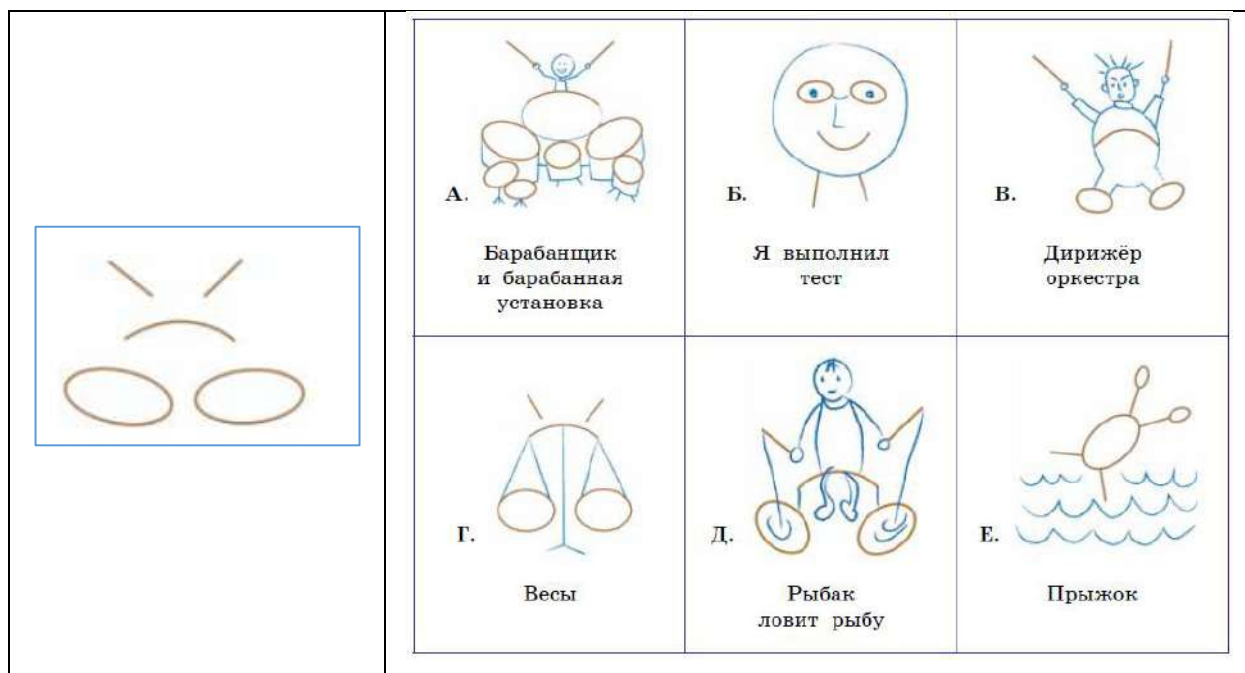 А.
Барабанщик
и барабанная
установка
Б.
Я выполнил
тест
В.
Дирижёр
оркестра
Г.
Весы
Д.
Рыбак
ловит рыбу
Е.
Прыжок